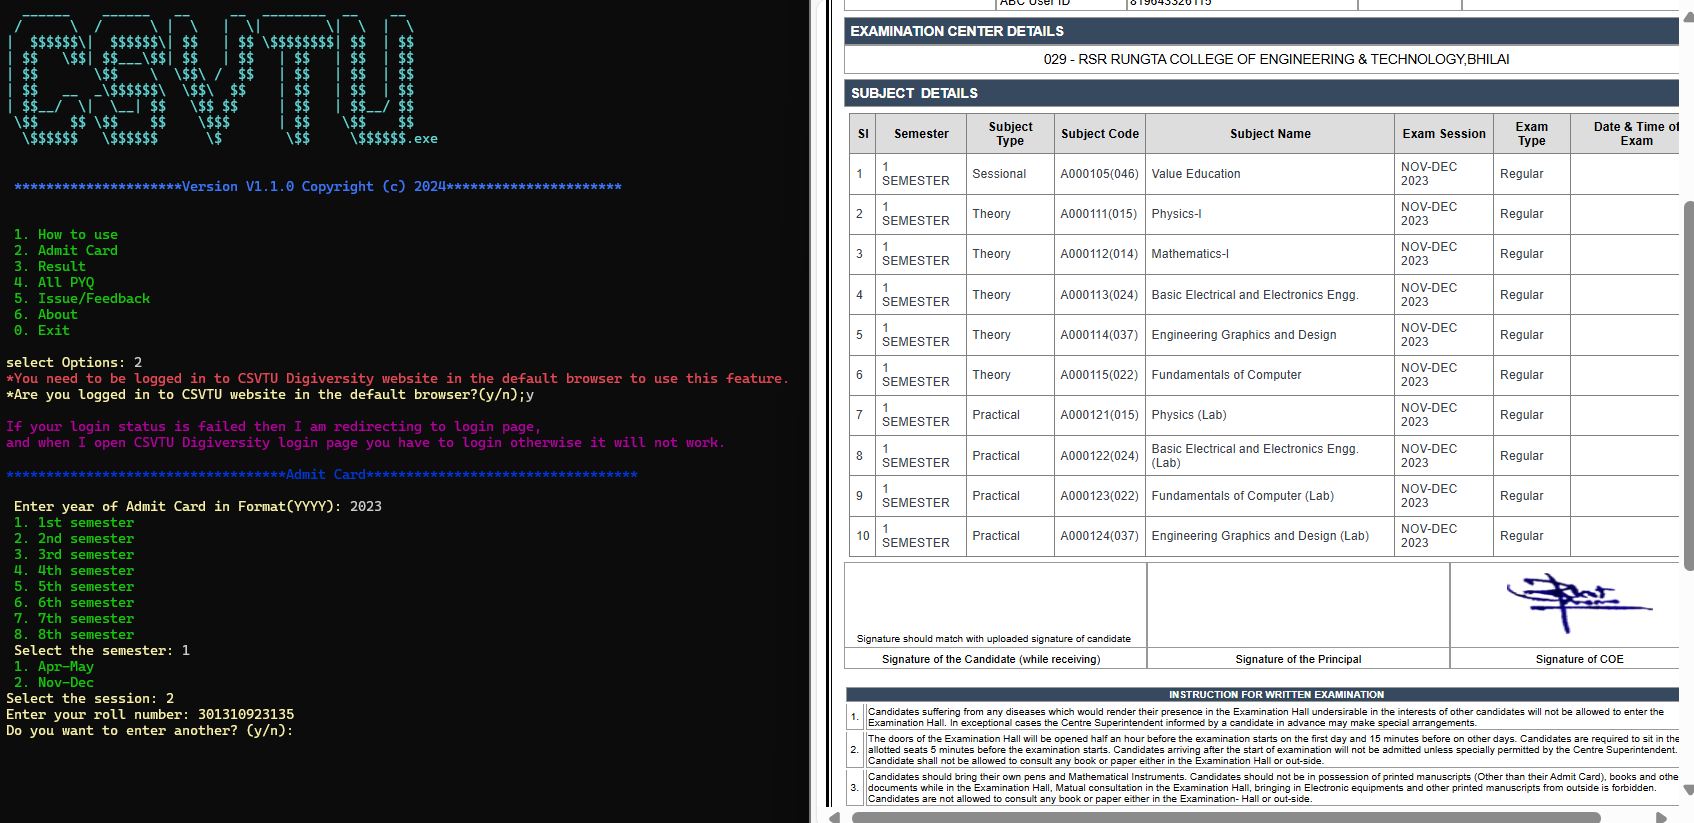 CSVTU.exe
*********************Version V1.1.0 Copyright (c) 2024**********************
1. How to use
2. Admit Card
3. Result
4. All PYQ
5. Issue/Feedback
6. About
0. Exit
select Options: 2
*You need to be logged in to CSVTU Digiversity website in the default browser to use this feature.
*Are you logged in to CSVTU website in the default browser?(y/n);y
If your login status is failed then I am redirecting to login page,
and when I open CSVTU Digiversity login page you have to login otherwise it will not work.
***********************************Admit Card**********************************
Enter year of Admit Card in Format(YYYY): 2023
1. 1st semester
2. 2nd semester
3. 3rd semester
4. 4th semester
5. 5th semester
6. 6th semester
7. 7th semester
8. 8th semester
Select the semester: 1
1. Apr-May
2. Nov-Dec
Select the session: 2
Enter your roll number: 301310923135
Do you want to enter another? (y/n):
ABC User ID 819643326115
EXAMINATION CENTER DETAILS
029 - RSR RUNGTA COLLEGE OF ENGINEERING & TECHNOLOGY,BHILAI
SUBJECT DETAILS
Sl Semester Subject Type Subject Code Subject Name Exam Session Exam Type Date & Time of Exam
1 1 SEMESTER Sessional A000105(046) Value Education NOV-DEC 2023 Regular
2 1 SEMESTER Theory A000111(015) Physics-I NOV-DEC 2023 Regular
3 1 SEMESTER Theory A000112(014) Mathematics-I NOV-DEC 2023 Regular
4 1 SEMESTER Theory A000113(024) Basic Electrical and Electronics Engg. NOV-DEC 2023 Regular
5 1 SEMESTER Theory A000114(037) Engineering Graphics and Design NOV-DEC 2023 Regular
6 1 SEMESTER Theory A000115(022) Fundamentals of Computer NOV-DEC 2023 Regular
7 1 SEMESTER Practical A000121(015) Physics (Lab) NOV-DEC 2023 Regular
8 1 SEMESTER Practical A000122(024) Basic Electrical and Electronics Engg. (Lab) NOV-DEC 2023 Regular
9 1 SEMESTER Practical A000123(022) Fundamentals of Computer (Lab) NOV-DEC 2023 Regular
10 1 SEMESTER Practical A000124(037) Engineering Graphics and Design (Lab) NOV-DEC 2023 Regular
Signature should match with uploaded signature of candidate
Signature of the Candidate (while receiving) Signature of the Principal Signature of COE
INSTRUCTION FOR WRITTEN EXAMINATION
1. Candidates suffering from any diseases which would render their presence in the Examination Hall undersirable in the interests of other candidates will not be allowed to enter the
Examination Hall. In exceptional cases the Centre Superintendent informed by a candidate in advance may make special arrangements.
2. The doors of the Examination Hall will be opened half an hour before the examination starts on the first day and 15 minutes before on other days. Candidates are required to sit in the
allotted seats 5 minutes before the examination starts. Candidates arriving after the start of examination will not be admitted unless specially permitted by the Centre Superintendent.
Candidate shall not be allowed to consult any book or paper either in the Examination Hall or out-side.
3. Candidates should bring their own pens and Mathematical Instruments. Candidates should not be in possession of printed manuscripts (Other than their Admit Card), books and othe
documents while in the Examination Hall, Matual consultation in the Examination Hall, bringing in Electronic equipments and other printed manuscripts from outside is forbidden.
Candidates are not allowed to consult any book or paper either in the Examination- Hall or out-side.